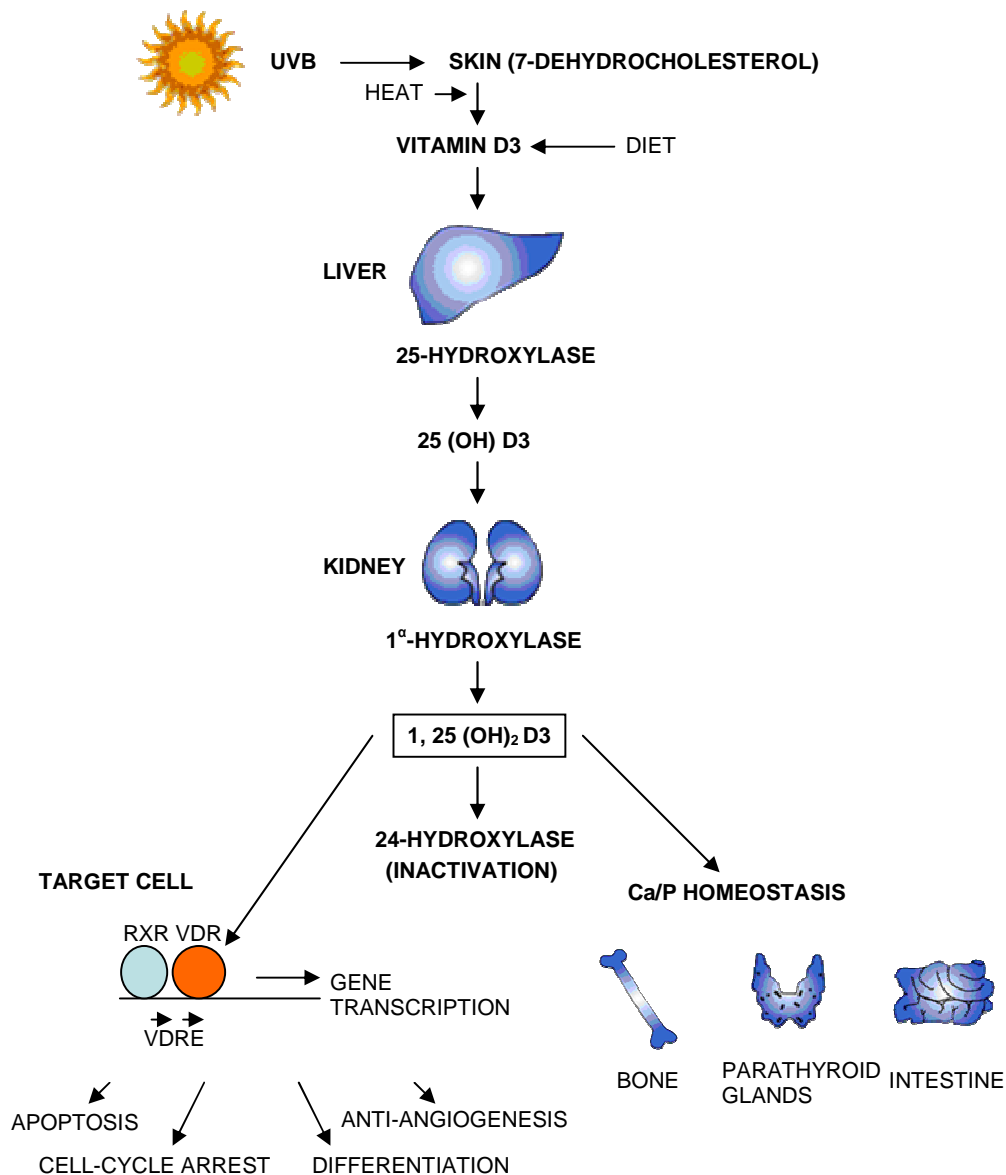 UVB
SKIN (7-DEHYDROCHOLESTEROL)
HEAT
VITAMIN D3
DIET
LIVER
25-HYDROXYLASE
25 (OH) D3
KIDNEY
1α-HYDROXYLASE
1, 25 (OH)₂ D3
24-HYDROXYLASE
(INACTIVATION)
TARGET CELL
Ca/P HOMEOSTASIS
RXR VDR
GENE
TRANSCRIPTION
VDRE
BONE
PARATHYROID
GLANDS
INTESTINE
APOPTOSIS
ANTI-ANGIOGENESIS
CELL-CYCLE ARREST
DIFFERENTIATION